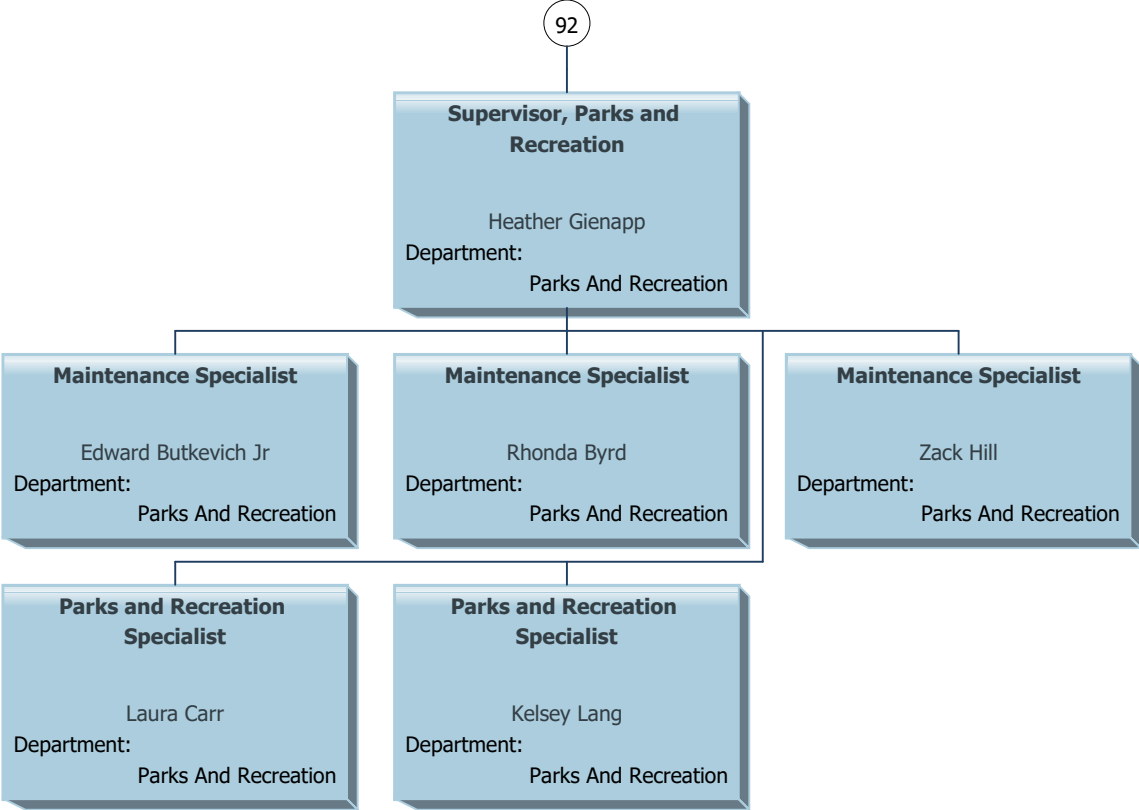 92
Supervisor, Parks and
Recreation
Heather Gienapp
Department:
Parks And Recreation
Maintenance Specialist
Edward Butkevich Jr
Department:
Parks And Recreation
Maintenance Specialist
Rhonda Byrd
Department:
Parks And Recreation
Maintenance Specialist
Zack Hill
Department:
Parks And Recreation
Parks and Recreation
Specialist
Laura Carr
Department:
Parks And Recreation
Parks and Recreation
Specialist
Kelsey Lang
Department:
Parks And Recreation